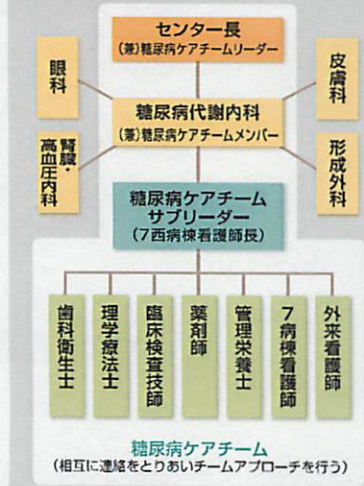 センター長
(兼)糖尿病ケアチームリーダー
眼科
皮膚科
糖尿病代謝内科
(兼)糖尿病ケアチームメンバー
腎臓・
高血圧内科
形成外科
糖尿病ケアチーム
サブリーダー
(7西病棟看護師長)
歯科衛生士
理学療法士
臨床検査技師
薬剤師
管理栄養士
7病棟看護師
外来看護師
糖尿病ケアチーム
(相互に連絡をとりあいチームアプローチを行う)